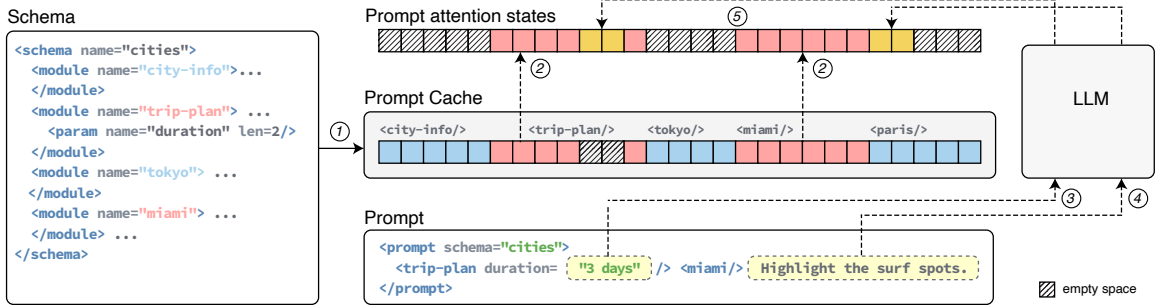 Schema
<schema name="cities">
<module name="city-info">...
</module>
<module name="trip-plan"> ...
<param name="duration" len=2/>
</module>
<module name="tokyo"> ...
</module>
<module name="miami"> ...
</module> ...
</schema>
1
Prompt attention states
5
2
2
Prompt Cache
<city-info/> <trip-plan/> <tokyo/> <miami/> <paris/>
LLM
3
4
Prompt
<prompt schema="cities">
<trip-plan duration= "3 days" /> <miami/> Highlight the surf spots.
</prompt>
empty space